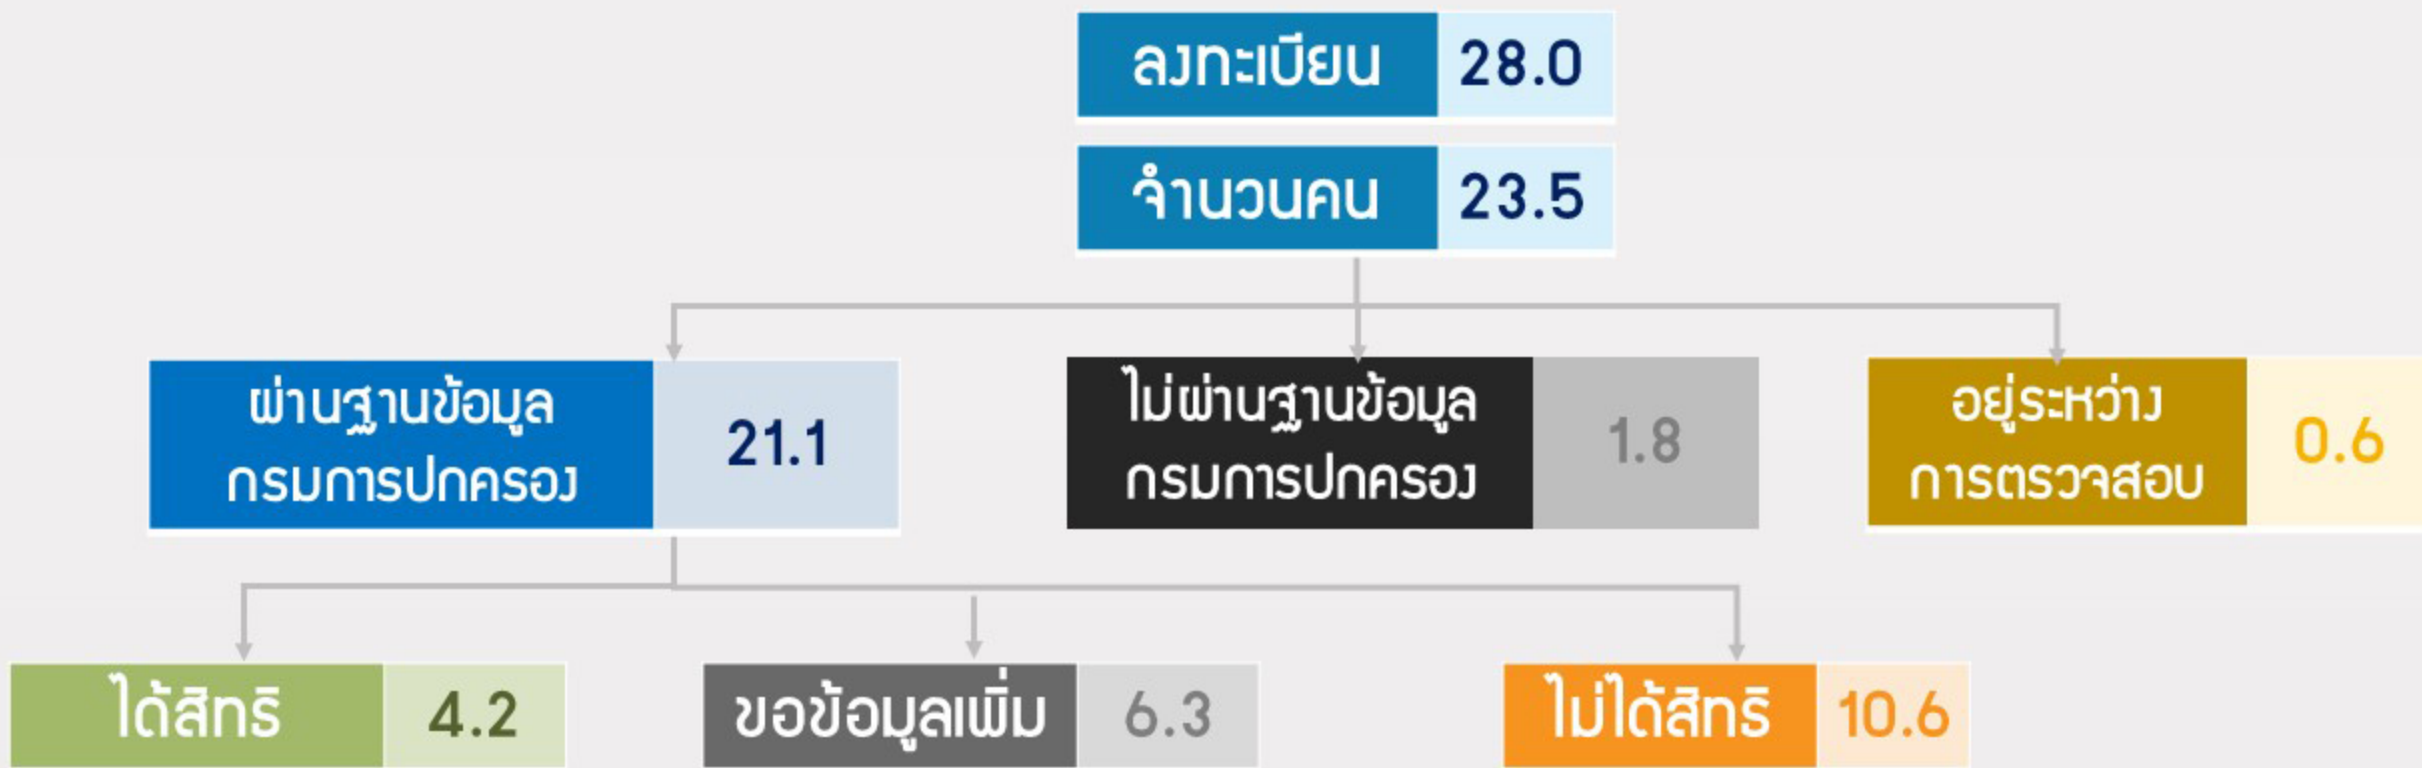 ลงทะเบียน 28.0
จำนวนคน 23.5
ผ่านฐานข้อมูล
กรมการปกครอง
21.1
ไม่ผ่านฐานข้อมูล
กรมการปกครอง
1.8
อยู่ระหว่าง
การตรวจสอบ
0.6
ได้สิทธิ 4.2
ขอข้อมูลเพิ่ม 6.3
ไม่ได้สิทธิ 10.6